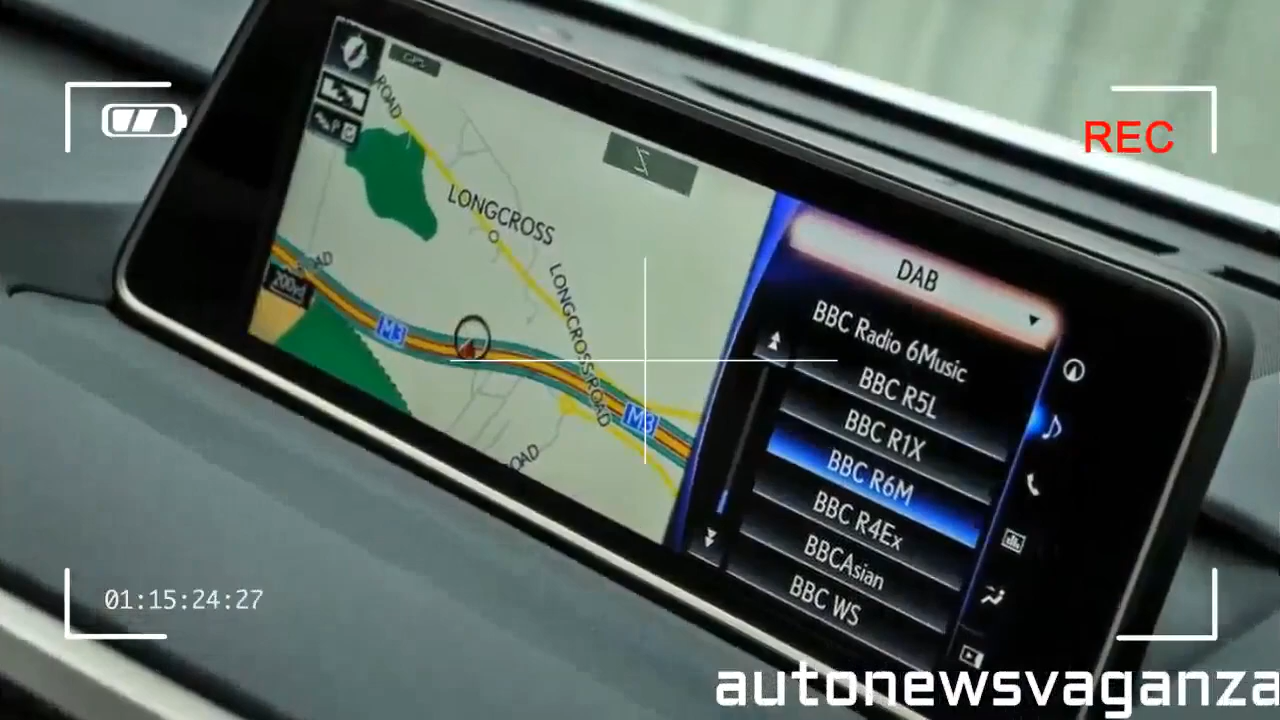 GPS
ROAD
REC
LONGCROSS
DAB
200yd
M3
LONGCROSS ROAD
BBC Radio 6Music
BBC R5L
BBC R1X
M3
BBC R6M
ROAD
BBC R4Ex
BBCAsian
BBC WS
01:15:24:27
autonewsvaganza